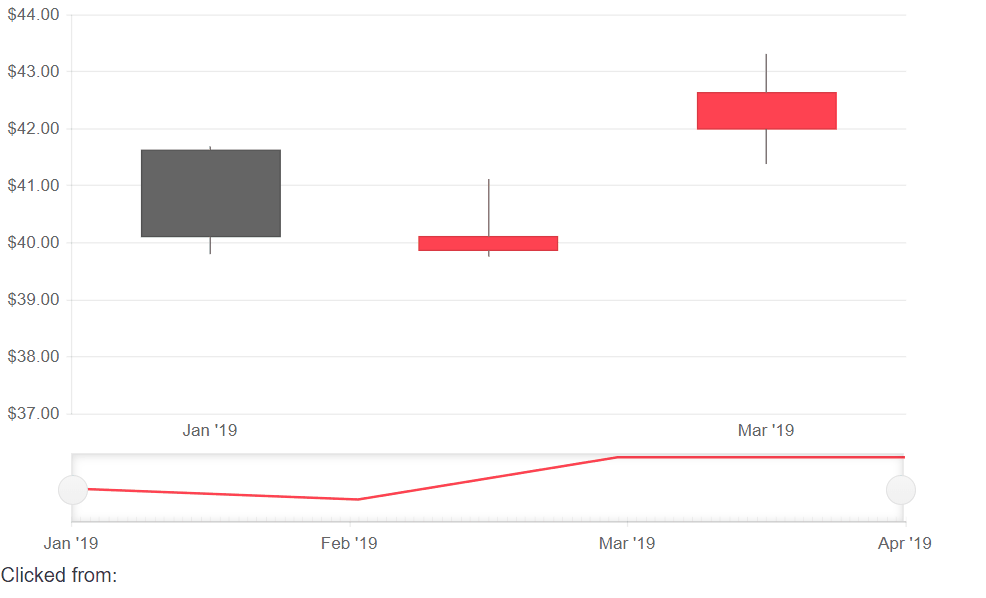 $44.00
$43.00
$42.00
$41.00
$40.00
$39.00
$38.00
$37.00
Jan '19 Mar '19
Jan '19 Feb '19 Mar '19 Apr '19
Clicked from: